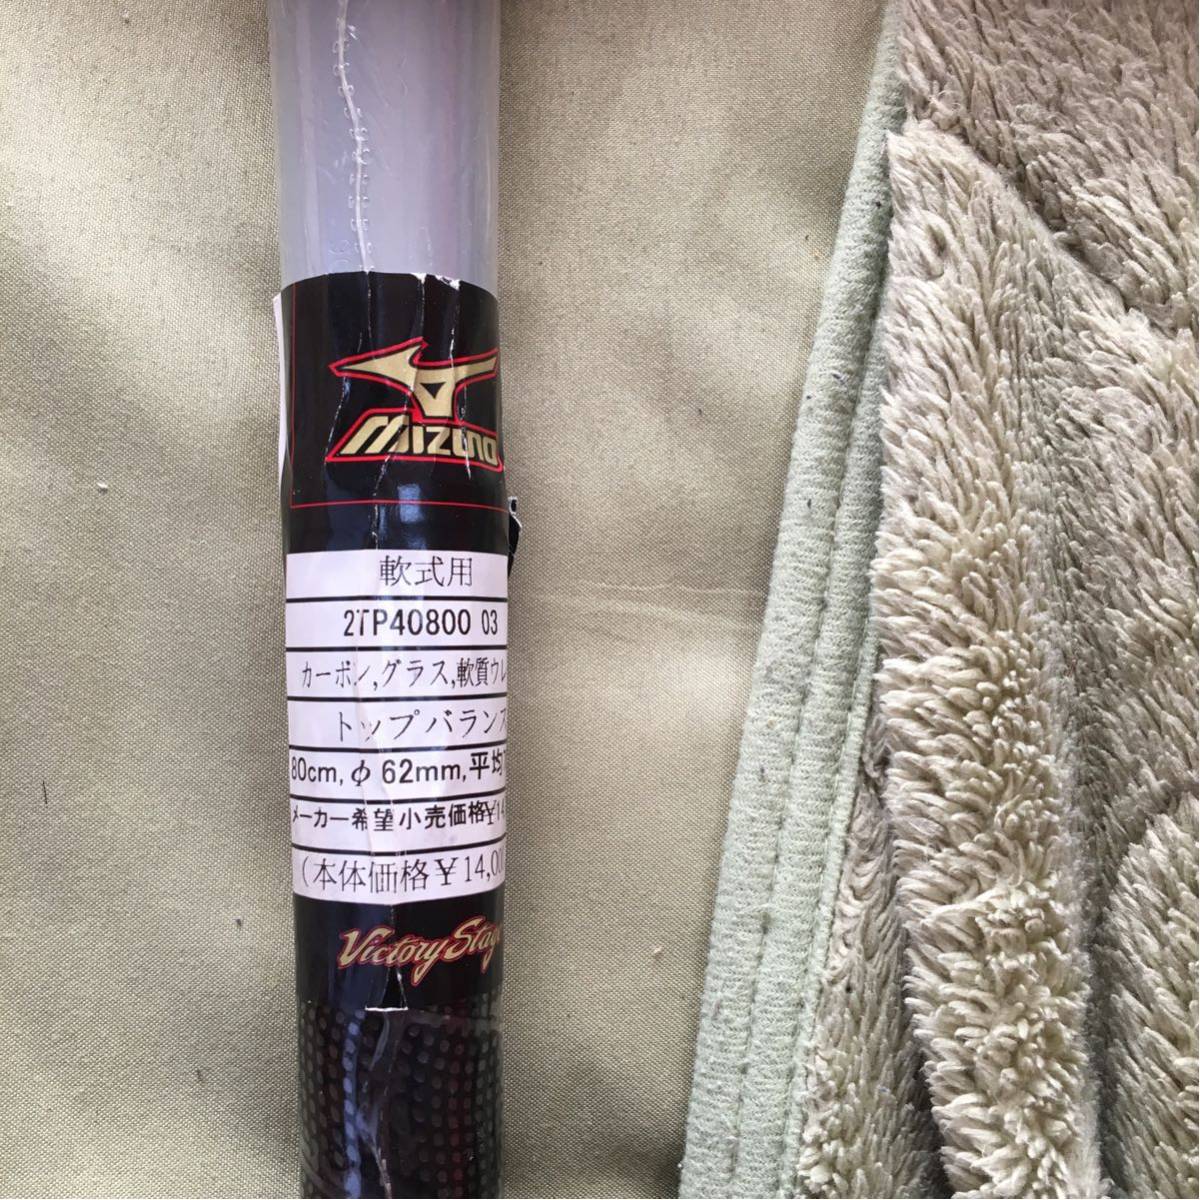 Mizuno
軟式用
2TP40800 03
カーボン,グラス,軟質ウレ
トップバランス
80cm,φ62mm,平均
メーカー希望小売価格¥14
(本体価格¥14,00
Victory Stage